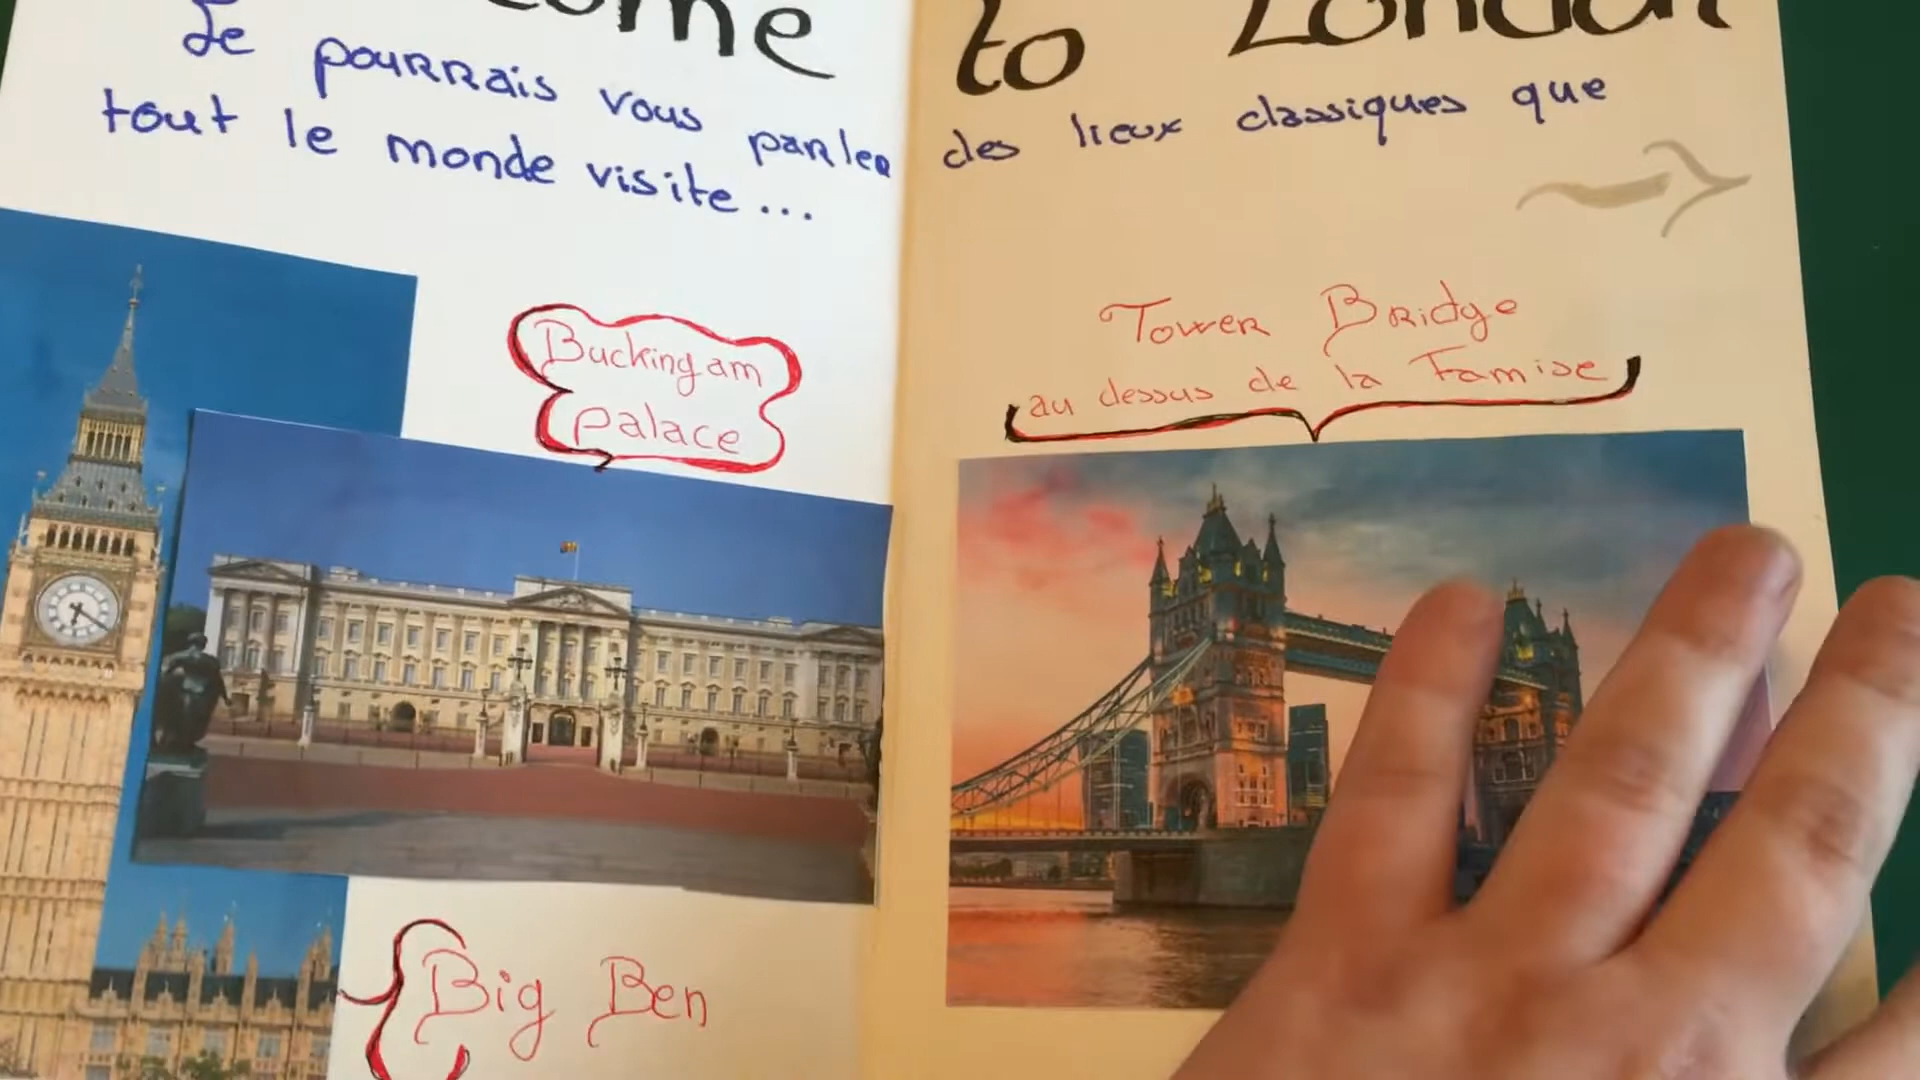 to London
Je pourrais vous parler des lieux classiques que
tout le monde visite...
Buckingam
palace
Tower Bridge
au dessus de la Tamise
Big Ben